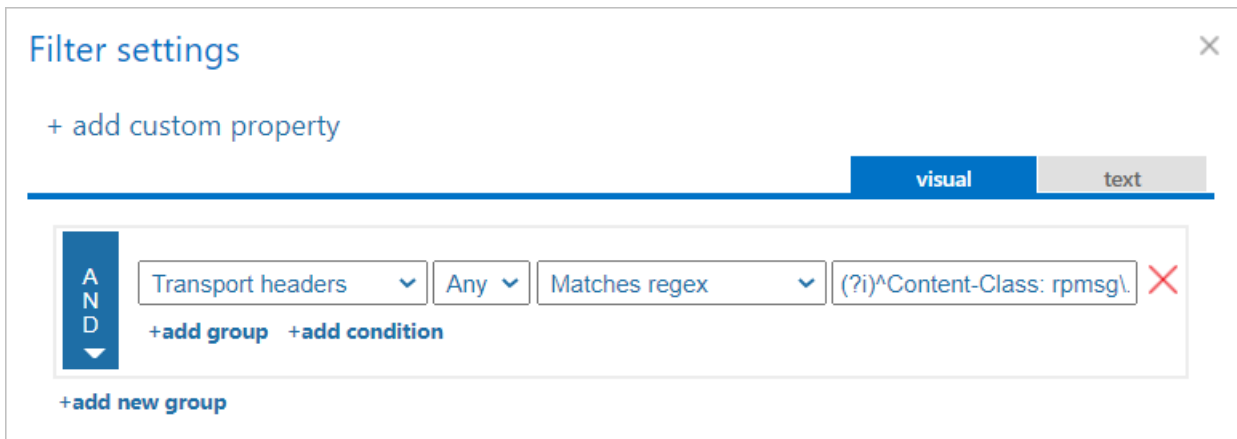 Filter settings
+ add custom property
visual text
AND
Transport headers Any Matches regex (?i)^Content-Class: rpmsg\.
+add group +add condition
+add new group